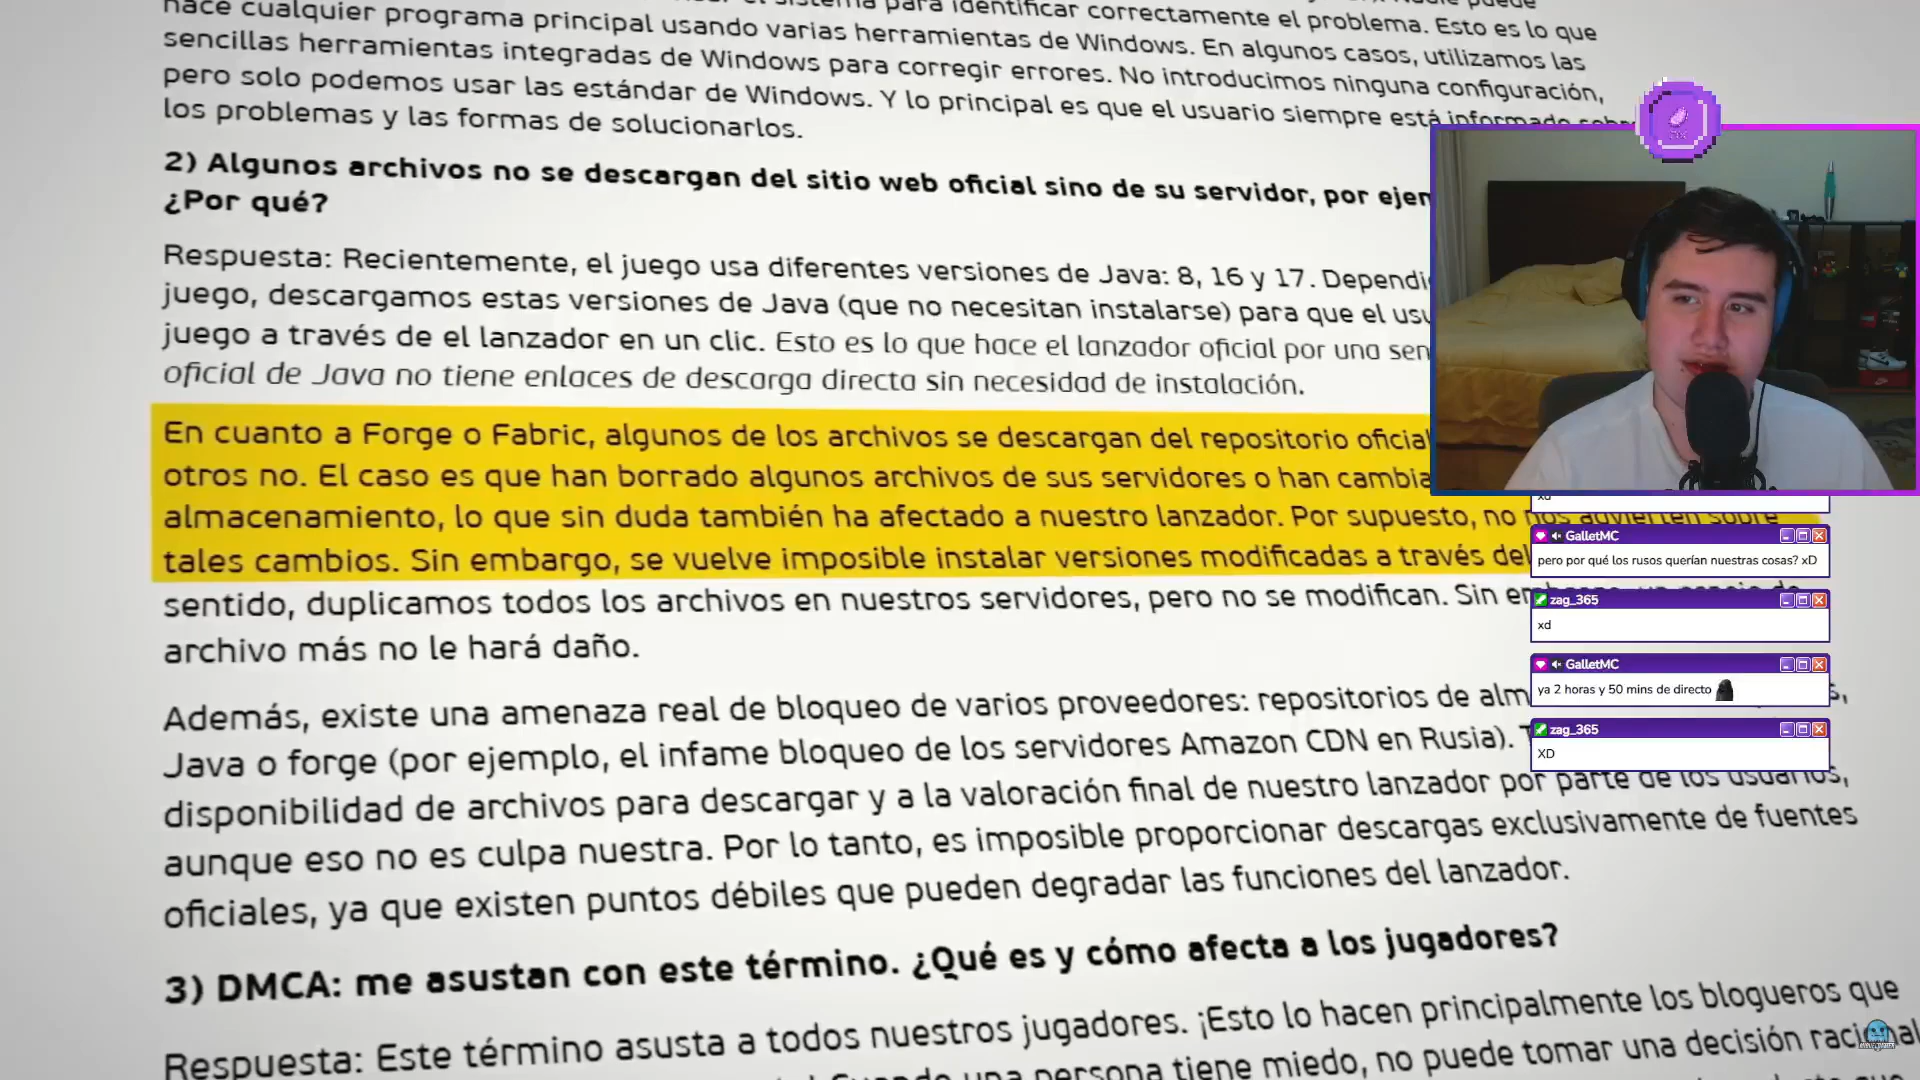 hace cualquier programa principal usando varias herramientas de Windows. En algunos casos, utilizamos las
para identificar correctamente el problema. Esto es lo que
sencillas herramientas integradas de Windows para corregir errores. No introducimos ninguna configuración,
pero solo podemos usar las estándar de Windows. Y lo principal es que el usuario siempre está informado
los problemas y las formas de solucionarlos.
2) Algunos archivos no se descargan del sitio web oficial sino de su servidor, por
¿Por qué?
Respuesta: Recientemente, el juego usa diferentes versiones de Java: 8, 16 y 17.
juego, descargamos estas versiones de Java (que no necesitan instalarse) para que el
juego a través de el lanzador en un clic. Esto es lo que hace el lanzador oficial por una
oficial de Java no tiene enlaces de descarga directa sin necesidad de instalación.
En cuanto a Forge o Fabric, algunos de los archivos se descargan del repositorio oficial
otros no. El caso es que han borrado algunos archivos de sus servidores o han
almacenamiento, lo que sin duda también ha afectado a nuestro lanzador. Por supuesto, no nos advierten sobre
tales cambios. Sin embargo, se vuelve imposible instalar versiones modificadas a través del
sentido, duplicamos todos los archivos en nuestros servidores, pero no se modifican. Sin
archivo más no le hará daño.
Además, existe una amenaza real de bloqueo de varios proveedores: repositorios de
Java o forge (por ejemplo, el infame bloqueo de los servidores Amazon CDN en Rusia).
disponibilidad de archivos para descargar y a la valoración final de nuestro lanzador por parte de los usuarios,
aunque eso no es culpa nuestra. Por lo tanto, es imposible proporcionar descargas exclusivamente de fuentes
oficiales, ya que existen puntos débiles que pueden degradar las funciones del lanzador.
3) DMCA: me asustan con este término. ¿Qué es y cómo afecta a los jugadores?
Respuesta: Este término asusta a todos nuestros jugadores. ¡Esto lo hacen principalmente los blogueros que
una persona tiene miedo, no puede tomar una decisión racional
xd
GalletMC
pero por qué los rusos querían nuestras cosas? xD
zag_365
xd
GalletMC
ya 2 horas y 50 mins de directo
zag_365
XD